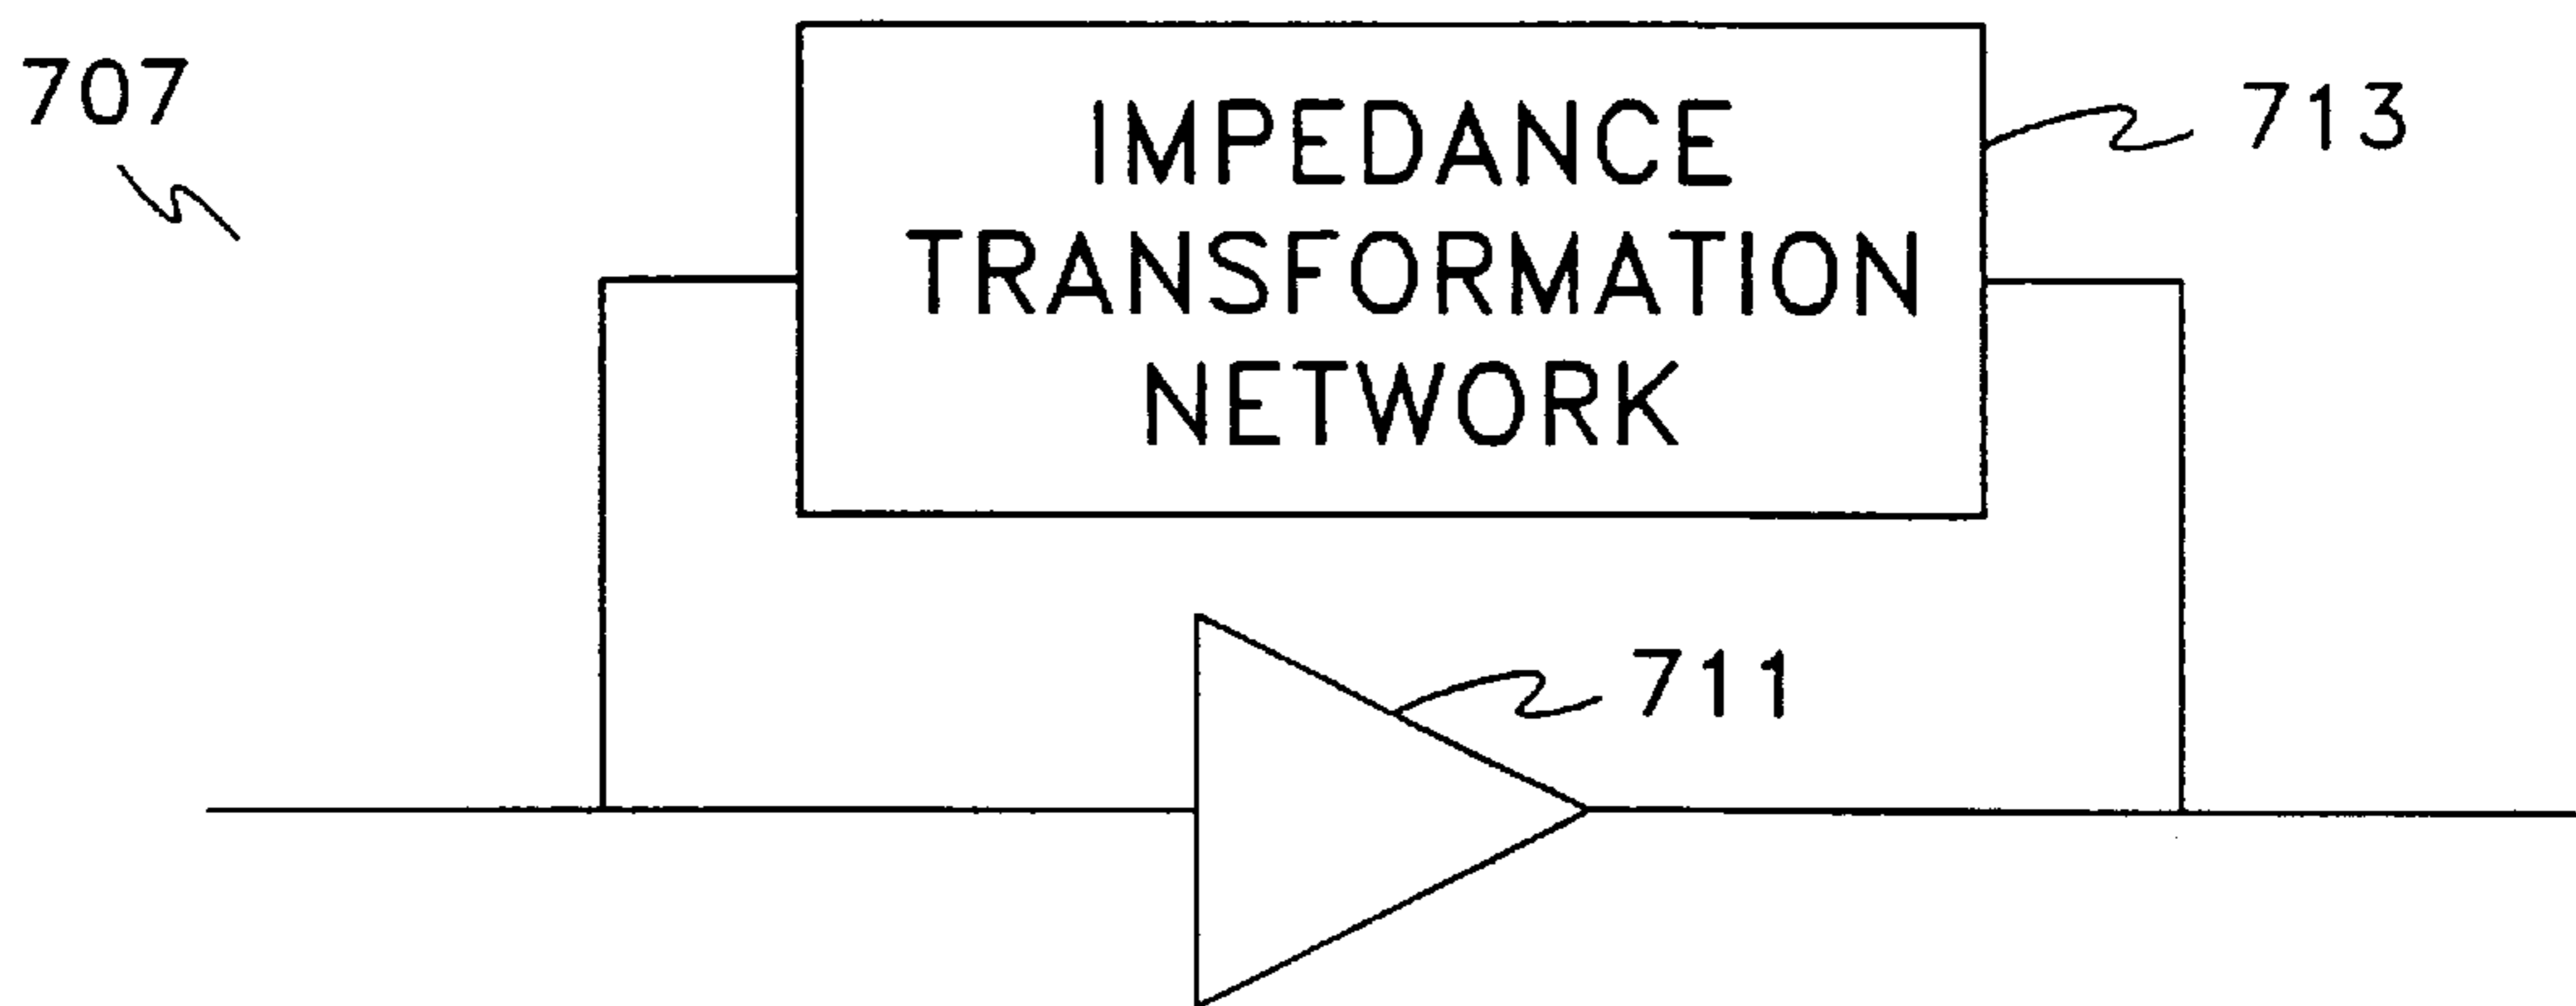 707
IMPEDANCE
TRANSFORMATION
NETWORK
713
711